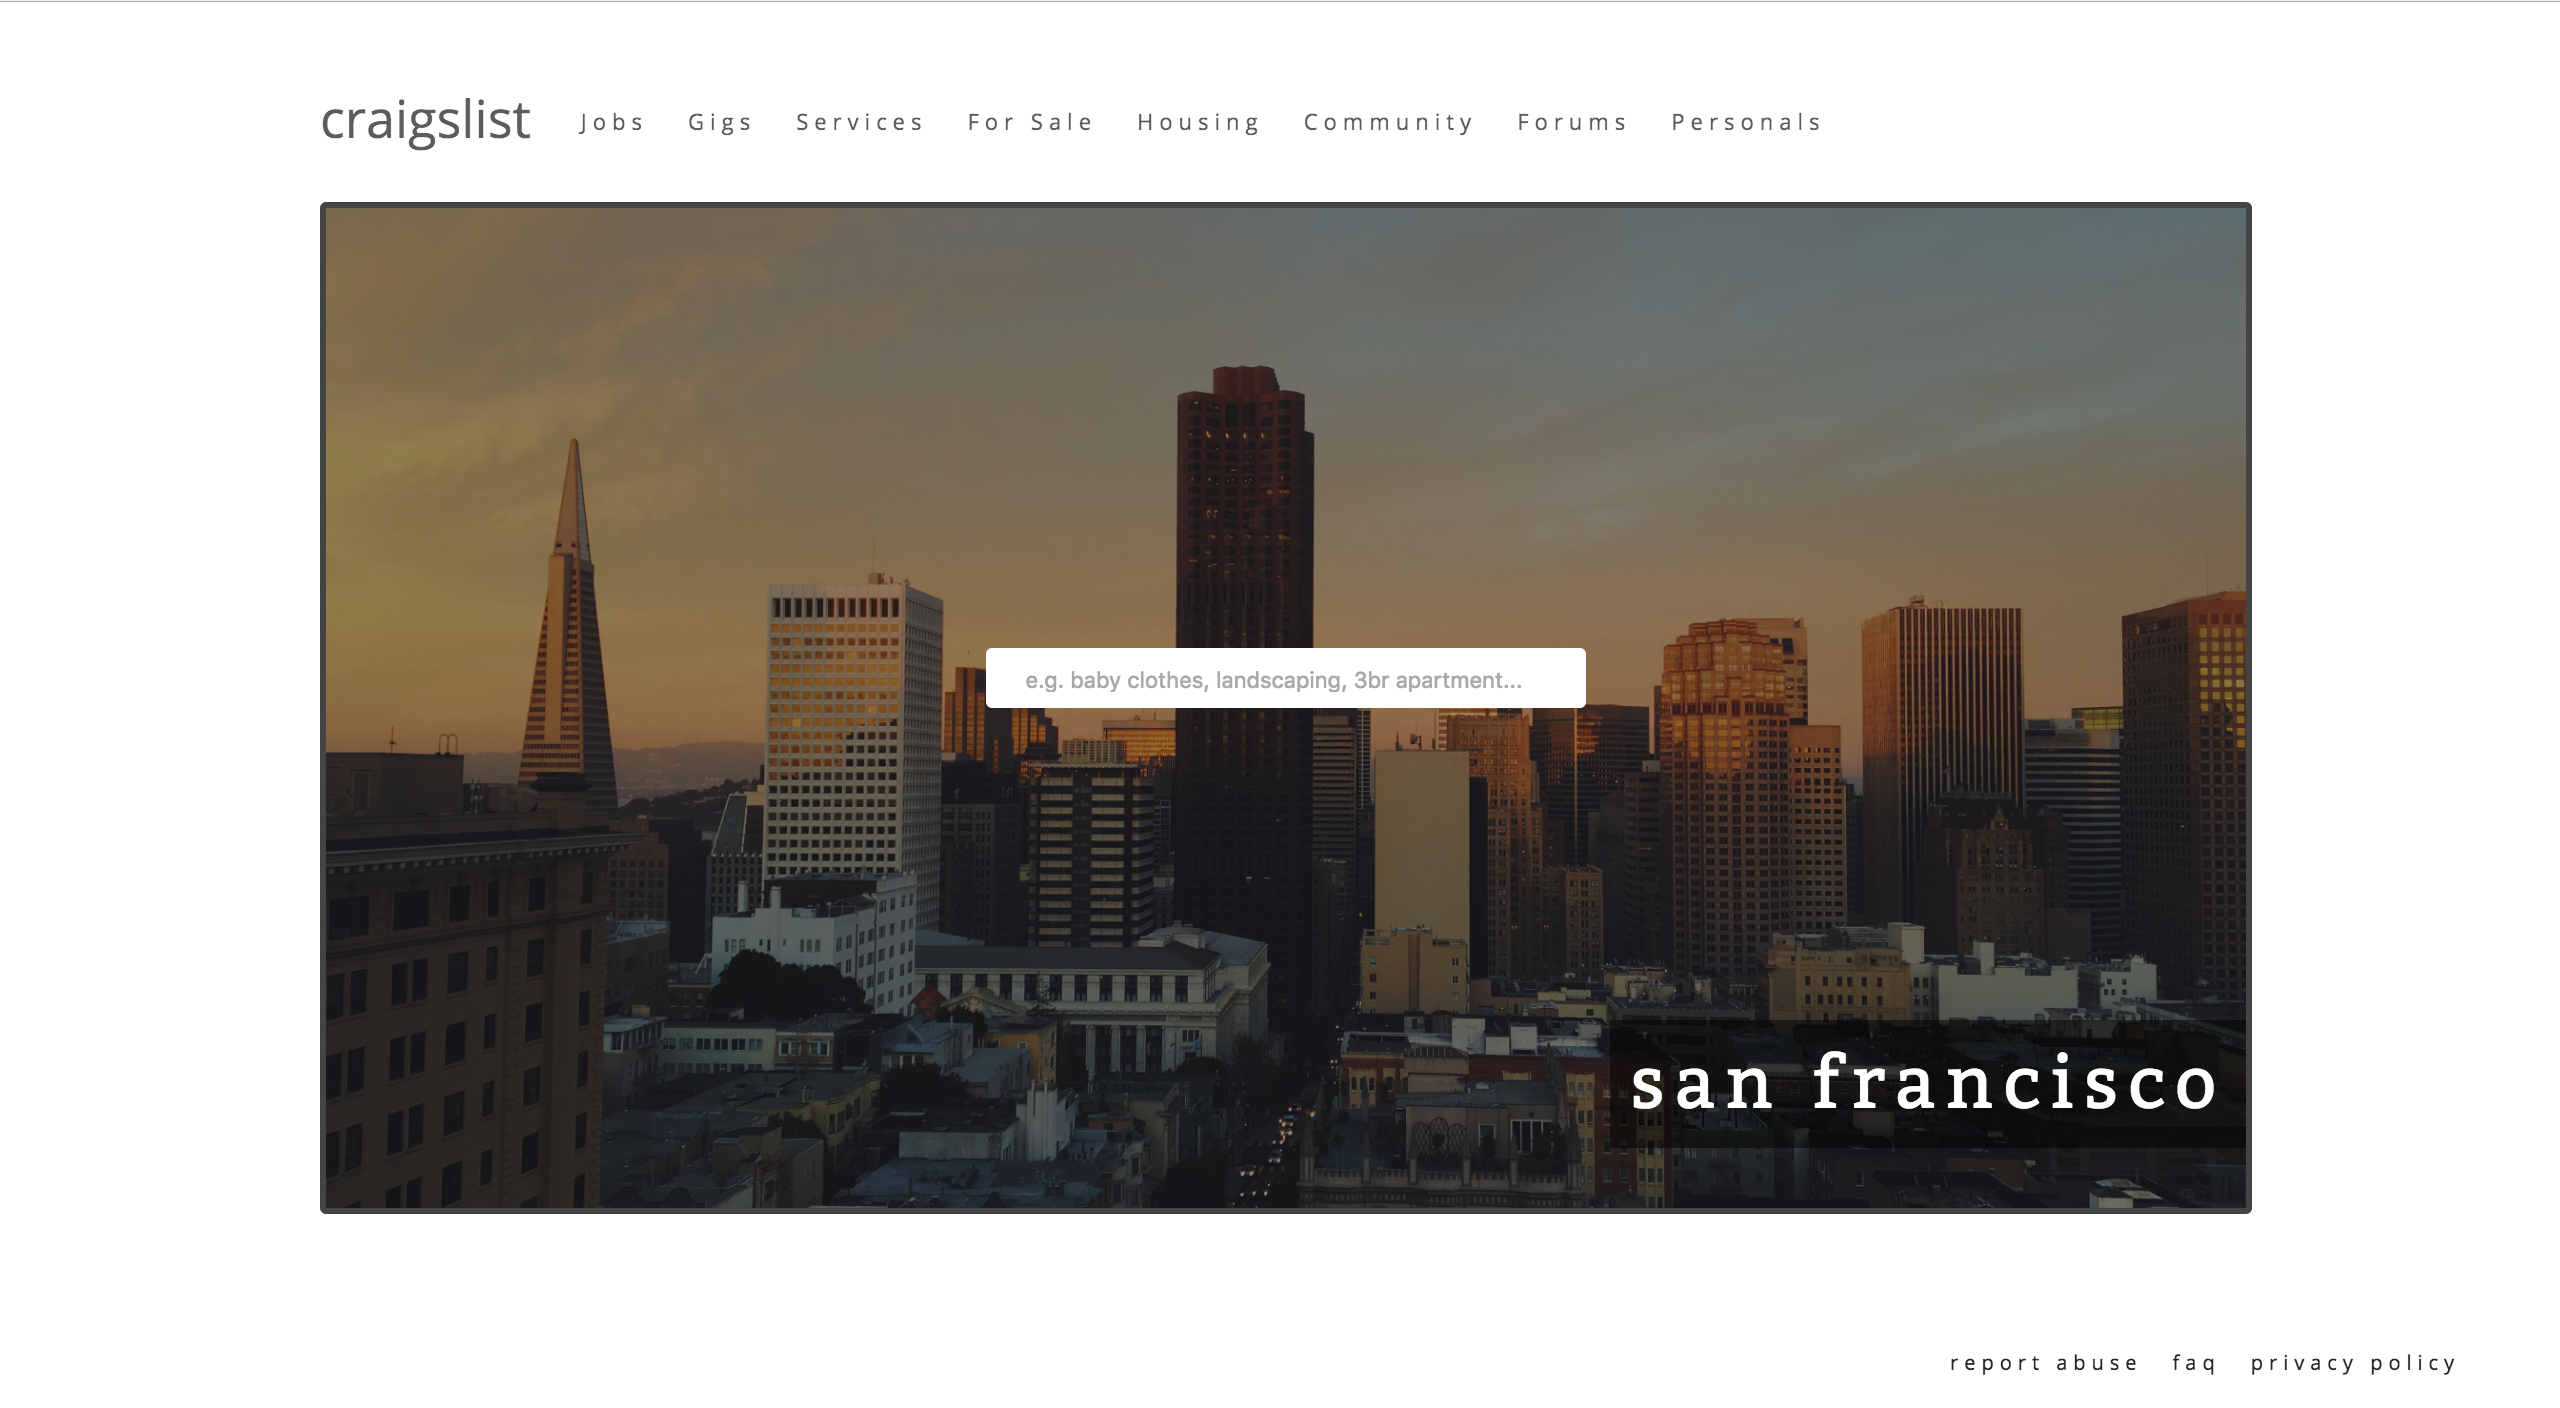 craigslist Jobs Gigs Services For Sale Housing Community Forums Personals
e.g. baby clothes, landscaping, 3br apartment...
san francisco
report abuse faq privacy policy